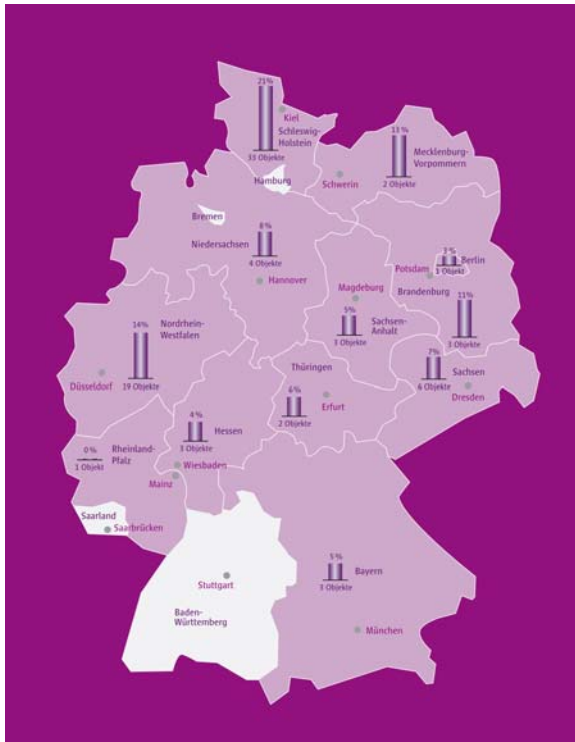 21%
Kiel
Schleswig-
Holstein
33 Objekte
13%
Mecklenburg-
Vorpommern
2 Objekte
Schwerin
Hamburg
Bremen
8%
Niedersachsen
4 Objekte
Hannover
Berlin
1 Objekt
Potsdam
Brandenburg
11%
3 Objekte
Magdeburg
5%
Sachsen-
Anhalt
3 Objekte
14%
Nordrhein-
Westfalen
19 Objekte
Düsseldorf
7%
Sachsen
6 Objekte
Dresden
Thüringen
6%
2 Objekte
Erfurt
4%
Hessen
3 Objekte
Wiesbaden
0%
Rheinland-
Pfalz
1 Objekt
Mainz
Saarland
Saarbrücken
Stuttgart
Baden-
Württemberg
5%
Bayern
3 Objekte
München